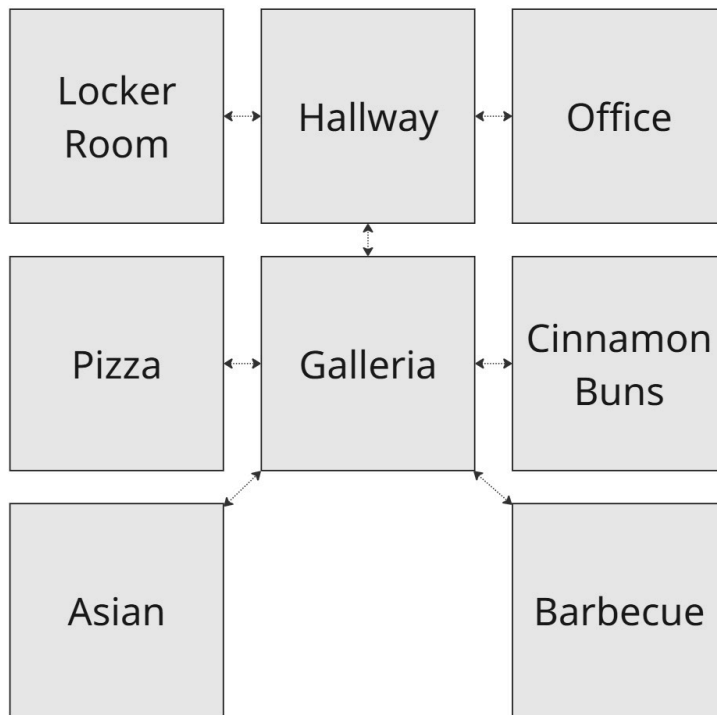 Locker
Room
Hallway
Office
Pizza
Galleria
Cinnamon
Buns
Asian
Barbecue